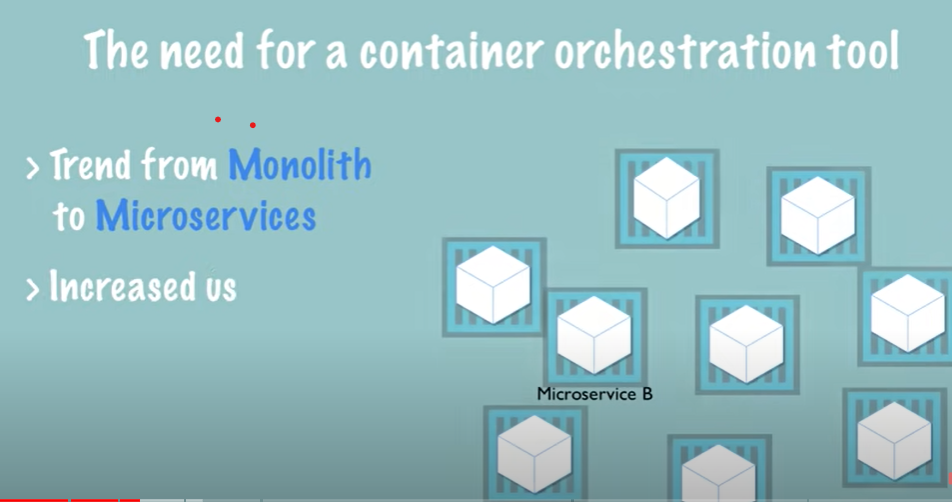 The need for a container orchestration tool
> Trend from Monolith
to Microservices
> Increased us
Microservice B